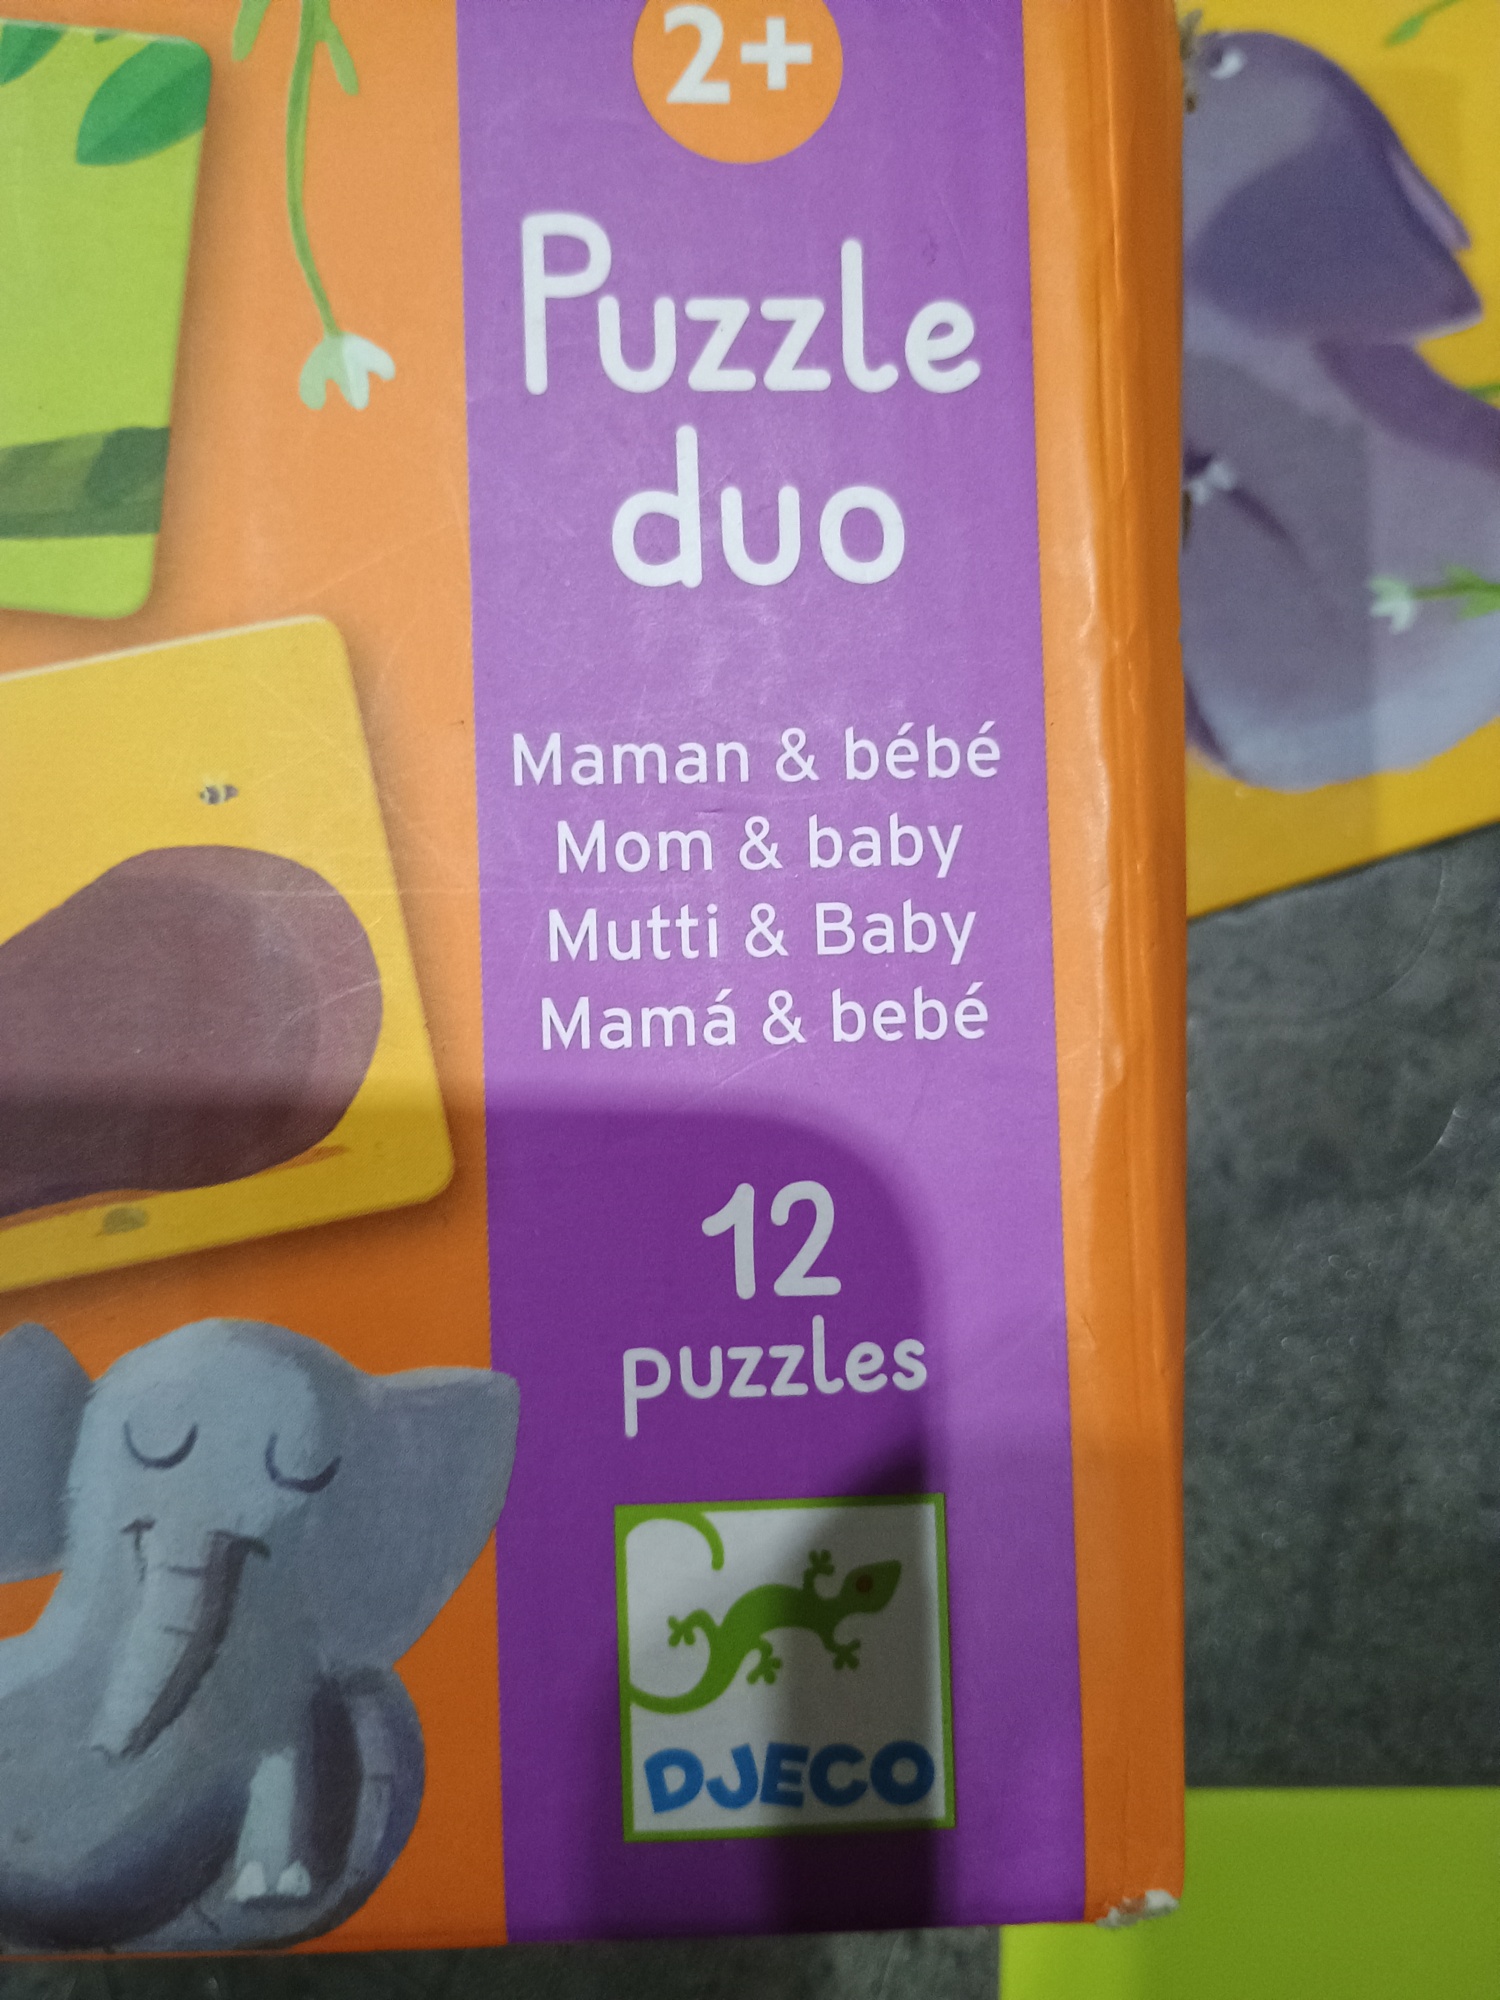 2+
Puzzle
duo
Maman & bébé
Mom & baby
Mutti & Baby
Mamá & bebé
12
puzzles
DJECO